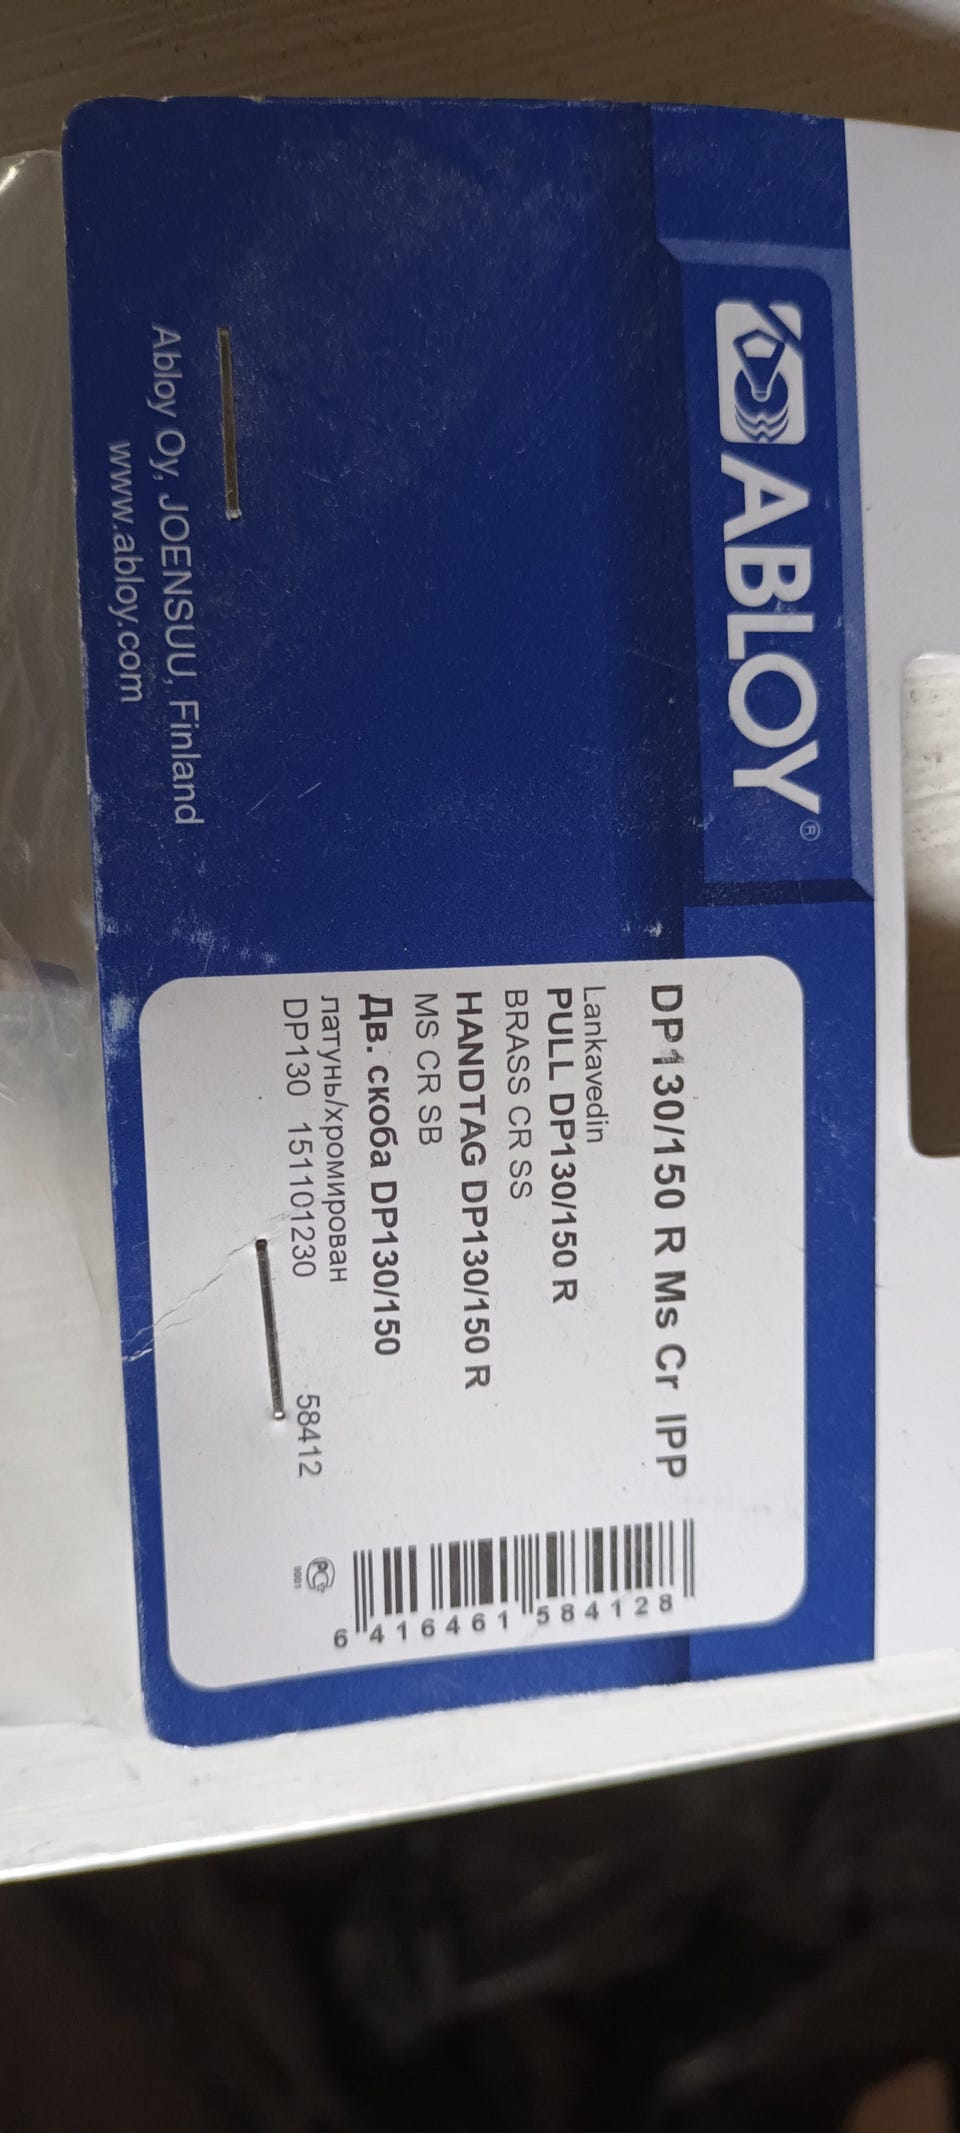 ABLOY®
DP130/150 R Ms Cr IPP
Lankavedin
PULL DP130/150 R
BRASS CR SS
HANDTAG DP130/150 R
MS CR SB
Дв. скоба DP130/150
латунь/хромирован
DP130 151101230 58412
6 416461 584128
РСТ
Abloy Oy, JOENSUU, Finland
www.abloy.com